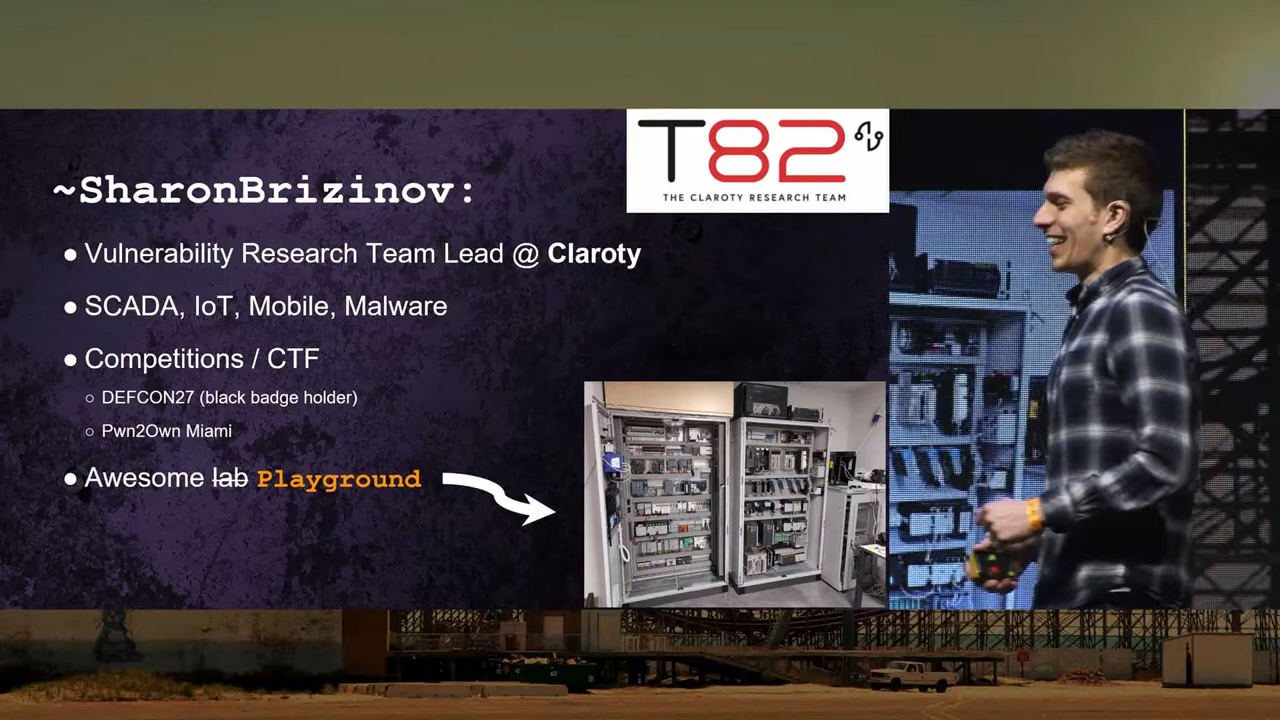 T82
THE CLAROTY RESEARCH TEAM
~SharonBrizinov:
● Vulnerability Research Team Lead @ Claroty
● SCADA, IoT, Mobile, Malware
● Competitions / CTF
○ DEFCON27 (black badge holder)
○ Pwn2Own Miami
● Awesome lab Playground